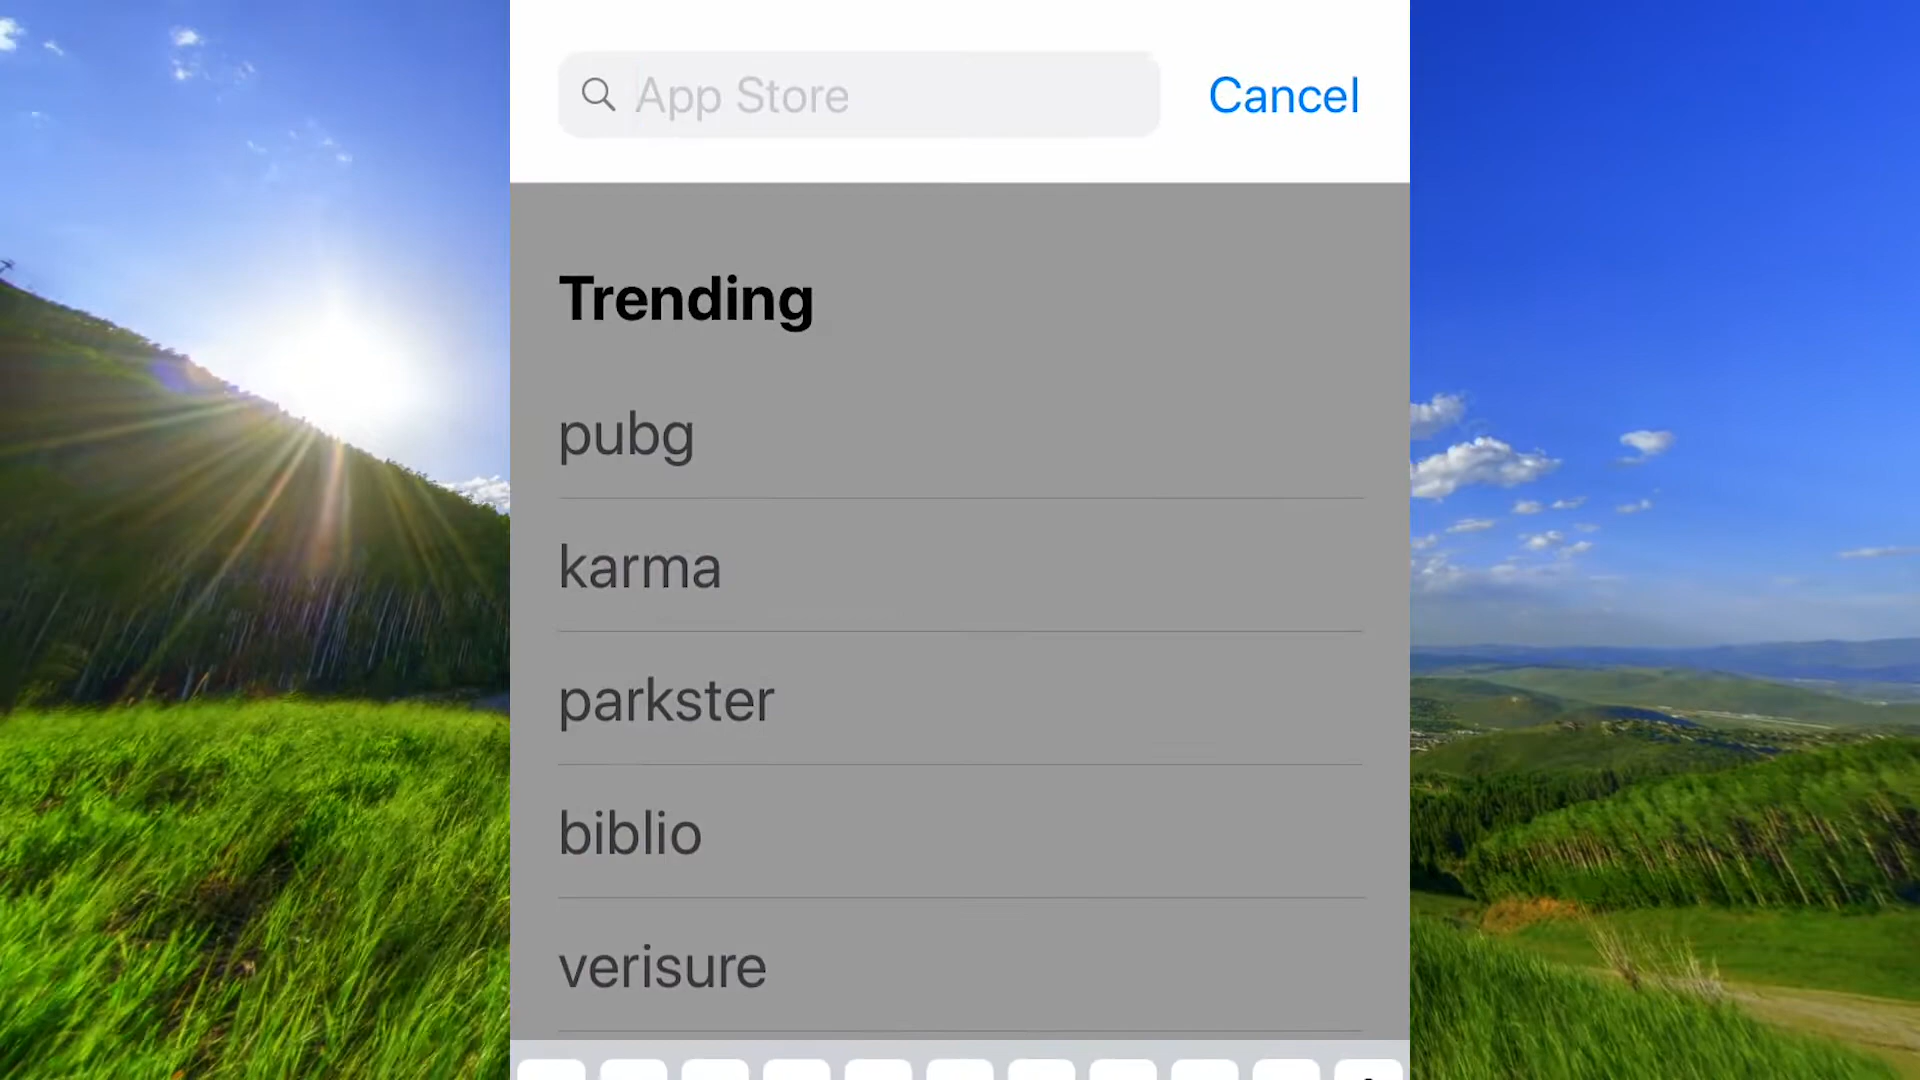 App Store
Cancel
Trending
pubg
karma
parkster
biblio
verisure